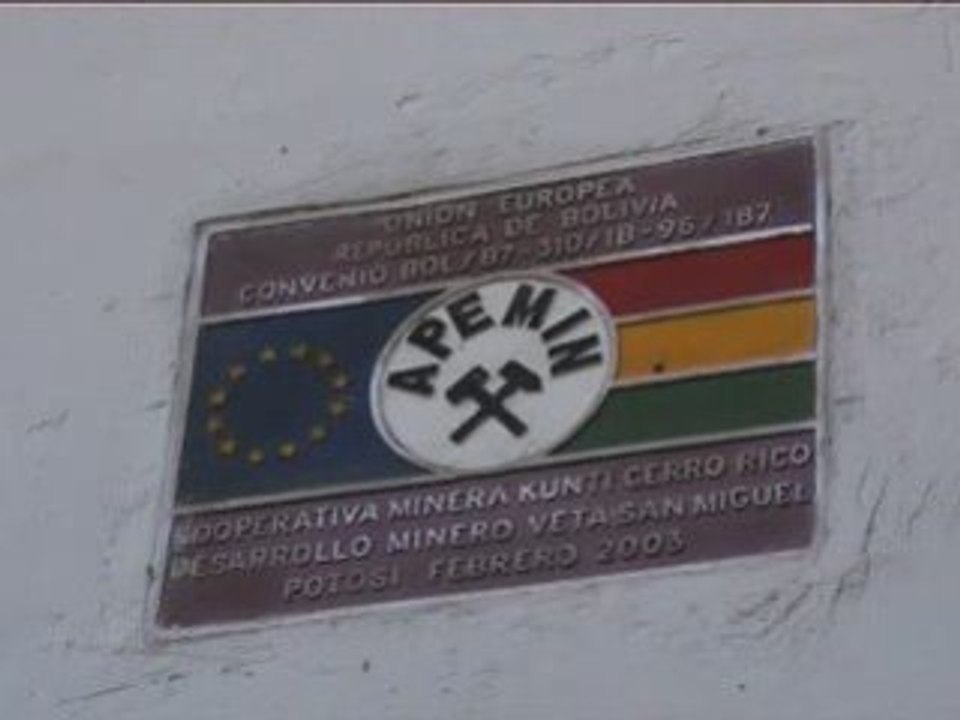 UNION EUROPEA
REPUBLICA DE BOLIVIA
CONVENIO BOL/B7-310/IB-96/187
APEMIN
COOPERATIVA MINERA KUNTI CERRO RICO
DESARROLLO MINERO VETA SAN MIGUEL
POTOSI FEBRERO 2003